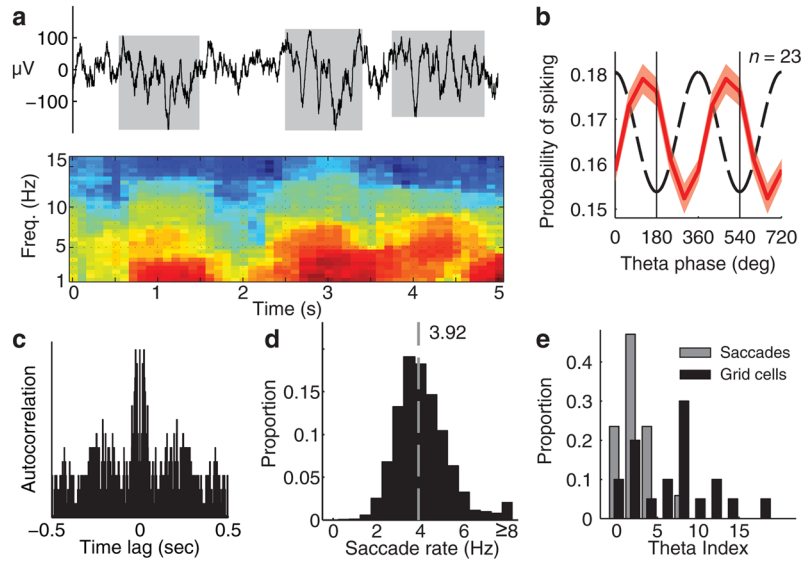 a
100
0
−100
µV
15
10
5
1
Freq. (Hz)
0 1 2 3 4 5
Time (s)
b
n = 23
0.18
0.17
0.16
0.15
Probability of spiking
0 180 360 540 720
Theta phase (deg)
c
Autocorrelation
−0.5 0 0.5
Time lag (sec)
d
3.92
0.15
0.1
0.05
0
Proportion
0 2 4 6 ≥8
Saccade rate (Hz)
e
Saccades
Grid cells
0.4
0.3
0.2
0.1
0
Proportion
0 5 10 15
Theta Index